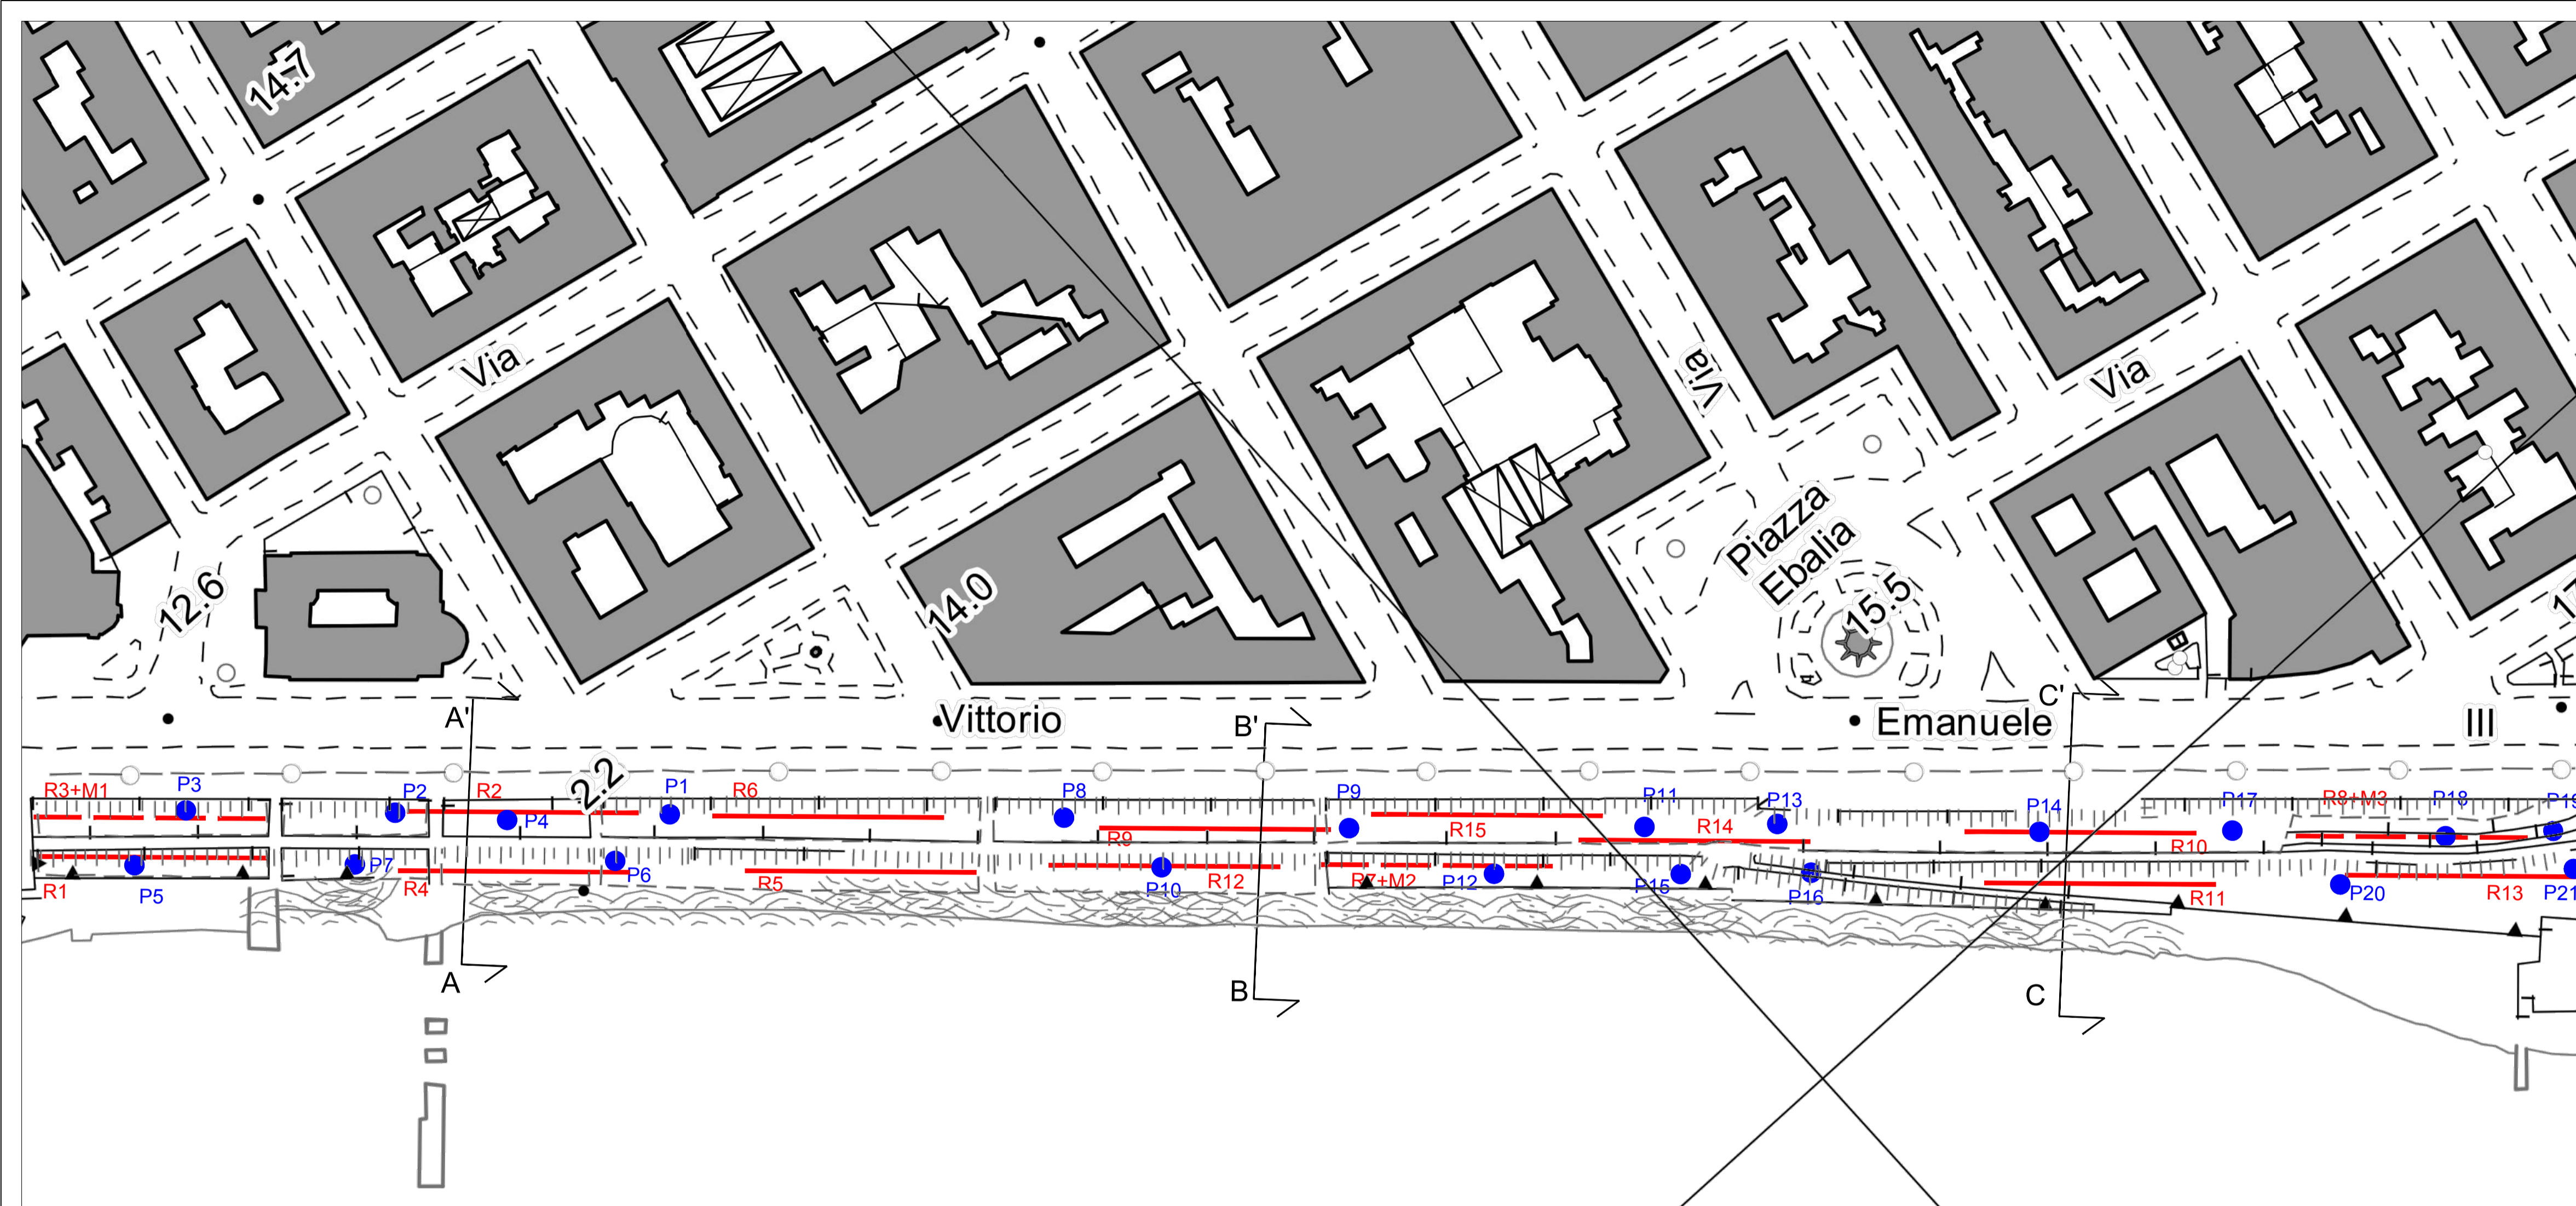 14.7
Via
Via
Via
Piazza
Ebalia
12.6
14.0
15.5
A'
Vittorio
B'
Emanuele
C'
III
2.2
R3+M1
P3
P2
R2
P4
P1
R6
P8
R9
P9
R15
P11
R14
P13
P14
R10
P17
R8+M3
P18
P19
R1
P5
P7
R4
P6
R5
P10
R12
R7+M2
P12
P15
P16
R11
P20
R13
P21
A
B
C